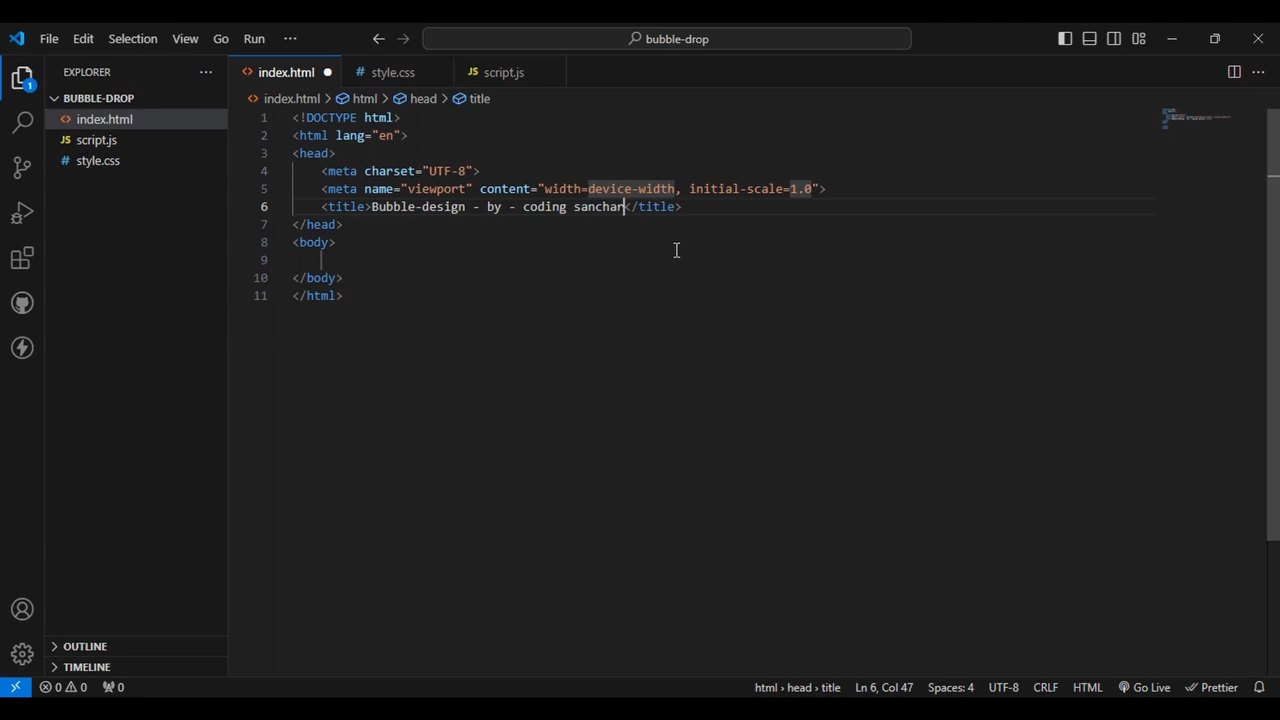 File Edit Selection View Go Run ··· bubble-drop
EXPLORER ···
index.html style.css JS script.js
BUBBLE-DROP
index.html > html > head > title
index.html
JS script.js
# style.css
1 <!DOCTYPE html>
2 <html lang="en">
3 <head>
4 <meta charset="UTF-8">
5 <meta name="viewport" content="width=device-width, initial-scale=1.0">
6 <title>Bubble-design - by - coding sanchar</title>
7 </head>
8 <body>
9
10 </body>
11 </html>
1
OUTLINE
TIMELINE
0 0 0 html > head > title Ln 6, Col 47 Spaces: 4 UTF-8 CRLF HTML Go Live Prettier